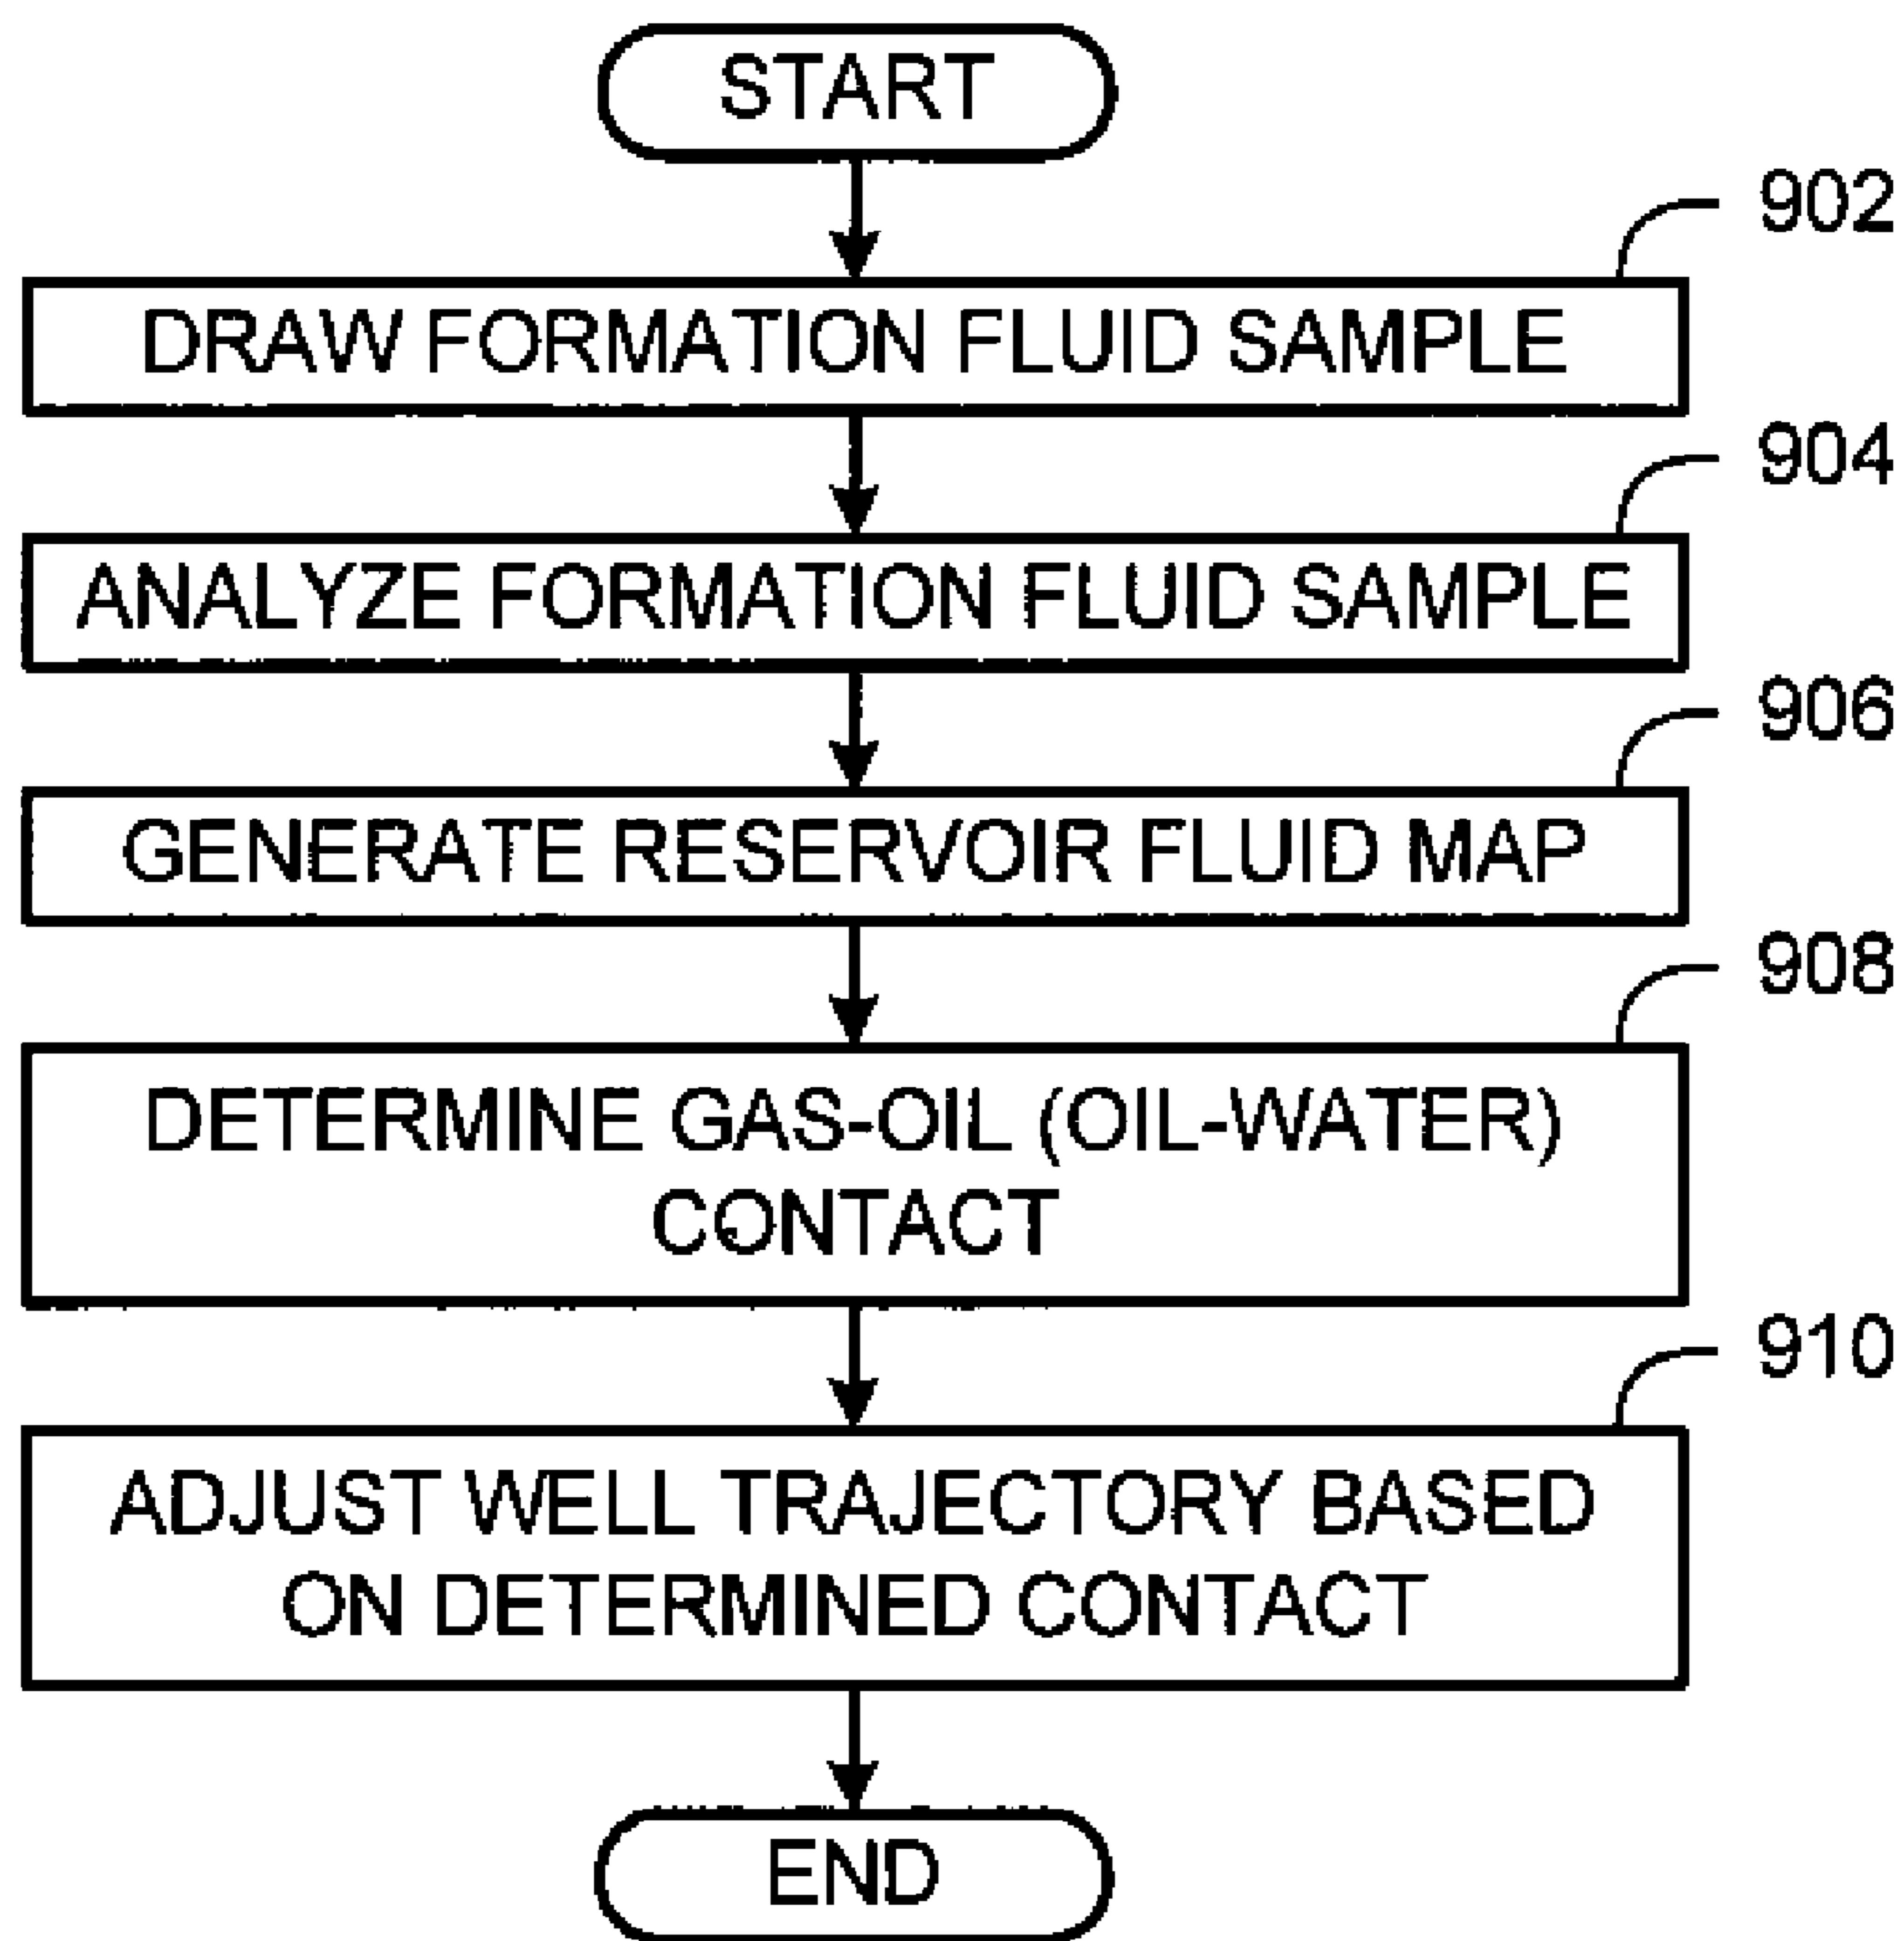 START
902
DRAW FORMATION FLUID SAMPLE
904
ANALYZE FORMATION FLUID SAMPLE
906
GENERATE RESERVOIR FLUID MAP
908
DETERMINE GAS-OIL (OIL-WATER)
CONTACT
910
ADJUST WELL TRAJECTORY BASED
ON DETERMINED CONTACT
END